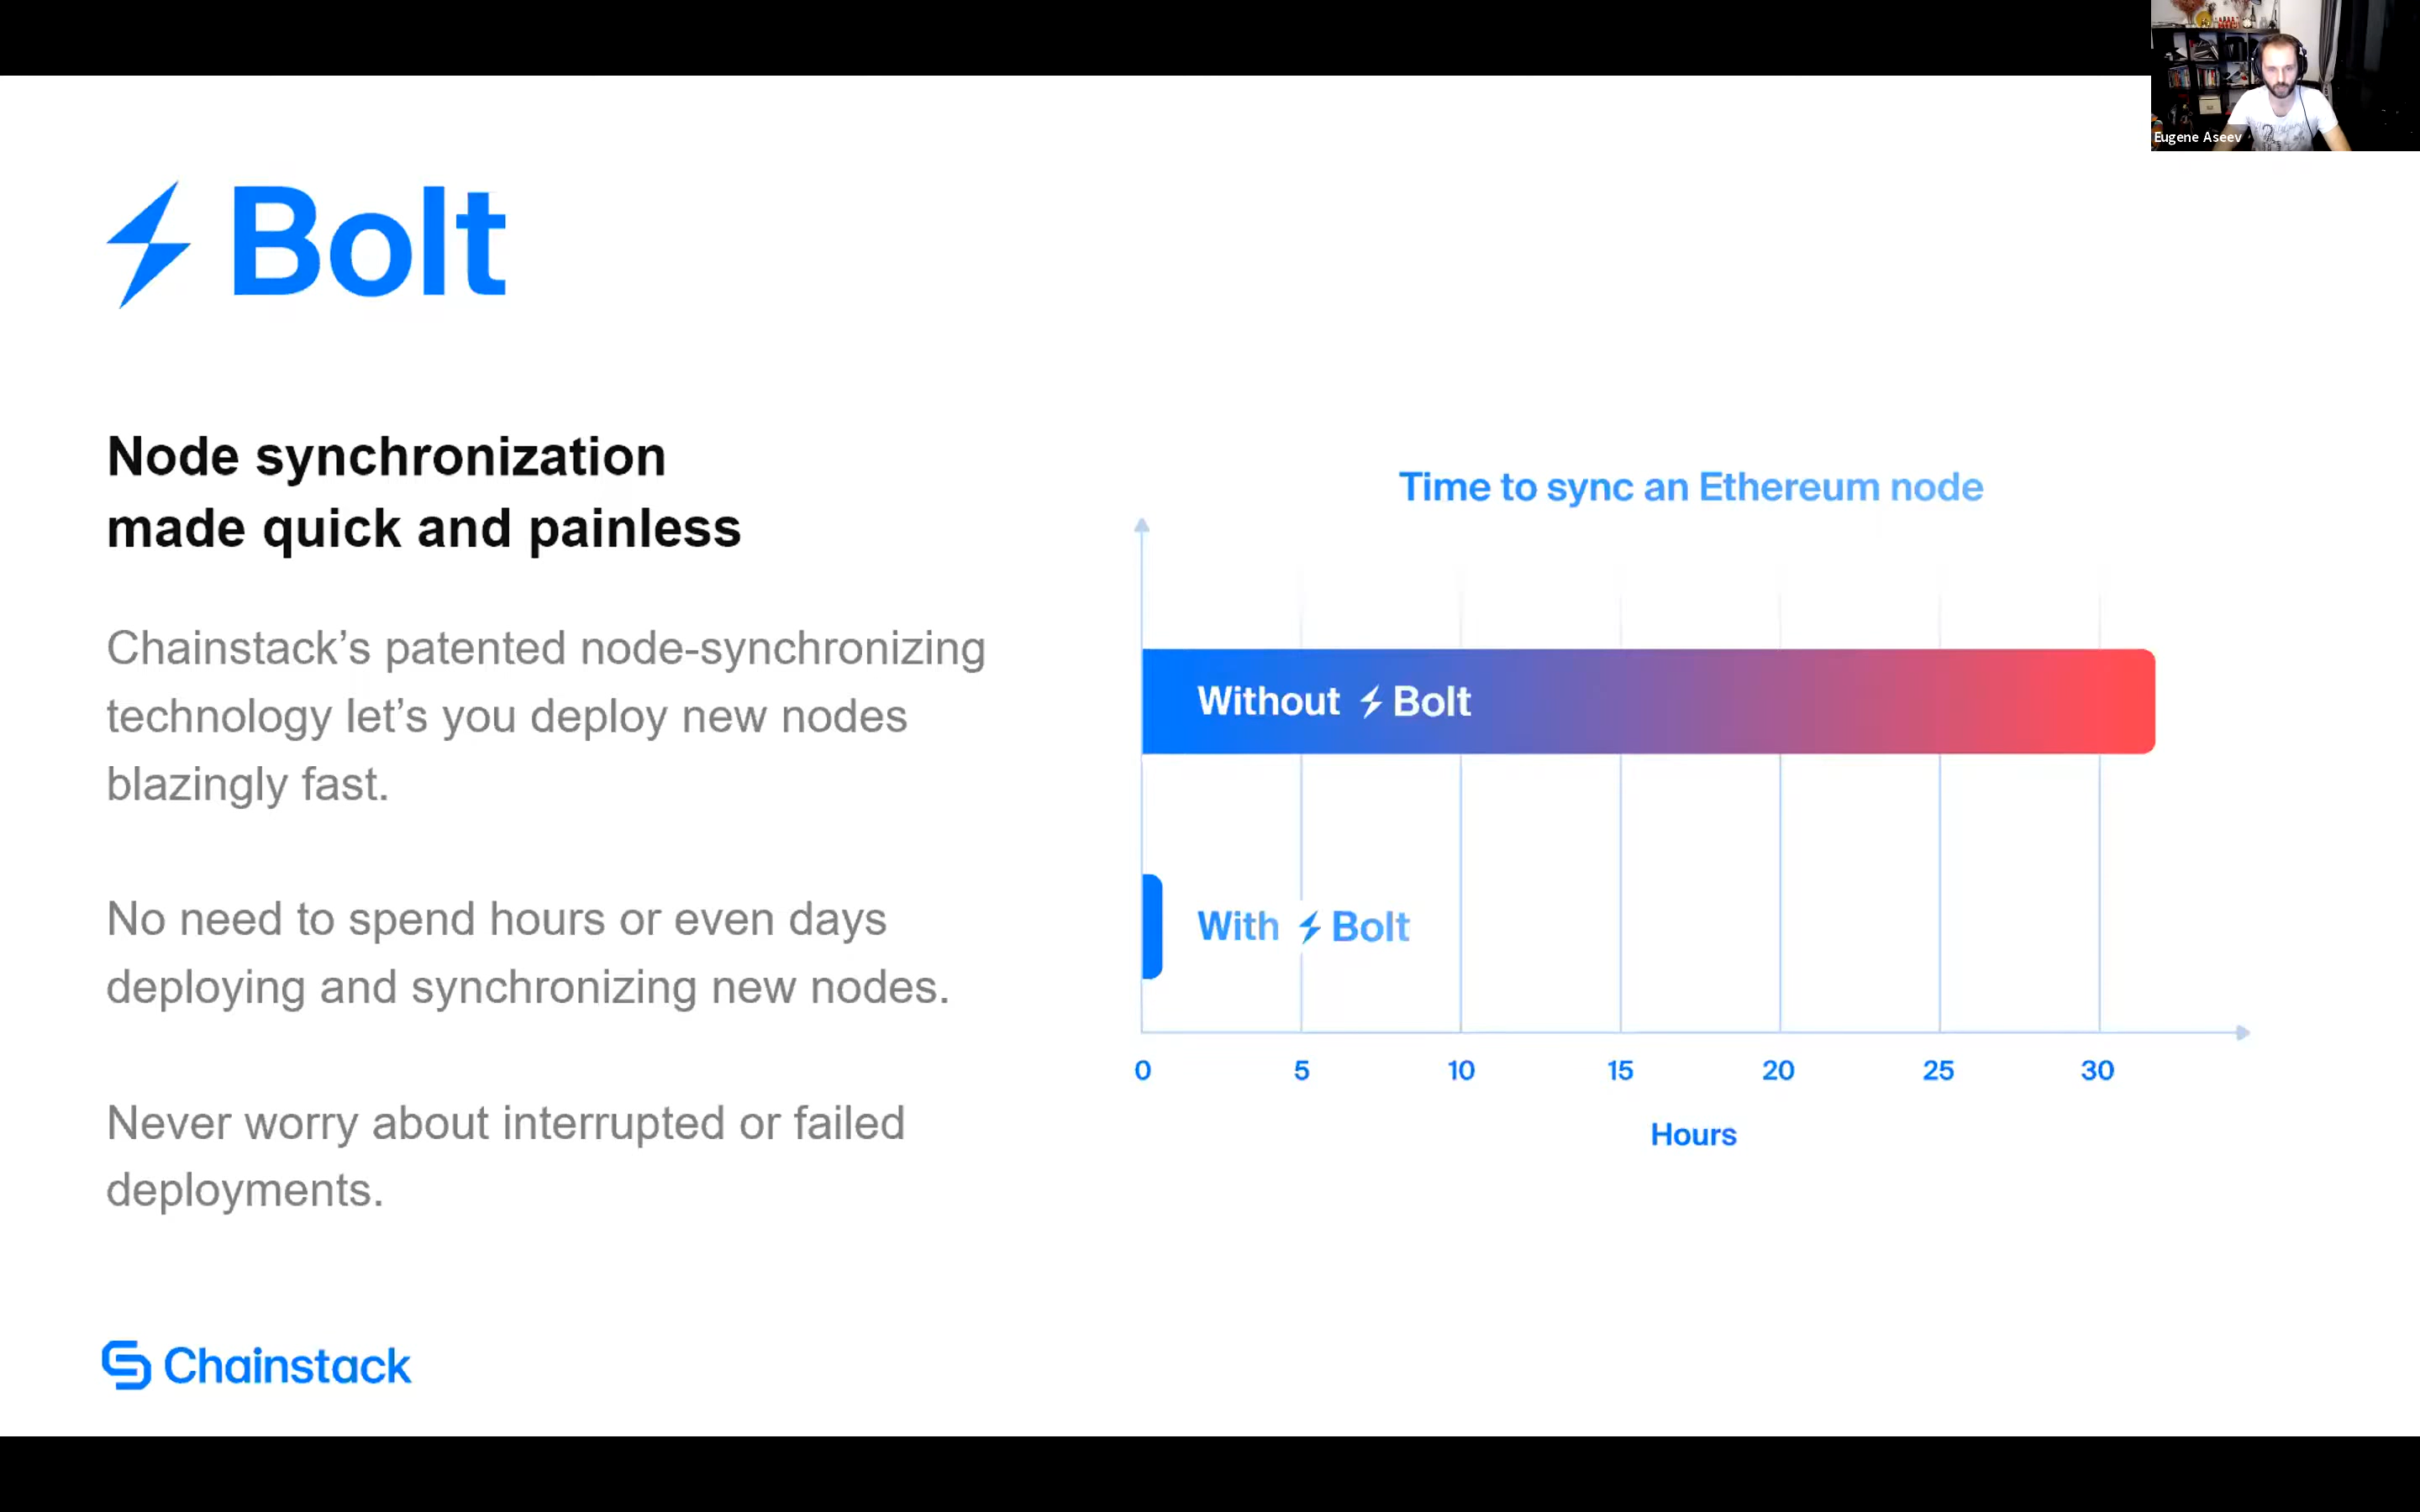 Eugene Aseev
Bolt
Node synchronization
made quick and painless
Chainstack’s patented node-synchronizing
technology let’s you deploy new nodes
blazingly fast.
No need to spend hours or even days
deploying and synchronizing new nodes.
Never worry about interrupted or failed
deployments.
Time to sync an Ethereum node
Without Bolt
With Bolt
0 5 10 15 20 25 30
Hours
Chainstack